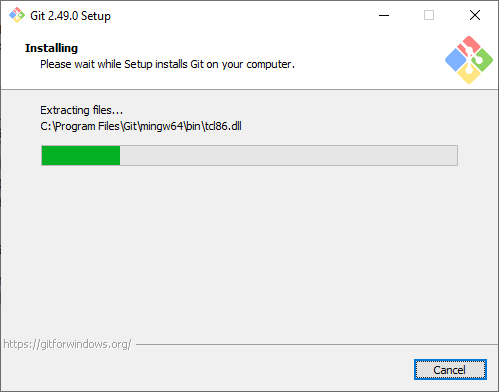 Git 2.49.0 Setup
Installing
Please wait while Setup installs Git on your computer.
Extracting files...
C:\Program Files\Git\mingw64\bin\tcl86.dll
https://gitforwindows.org/
Cancel